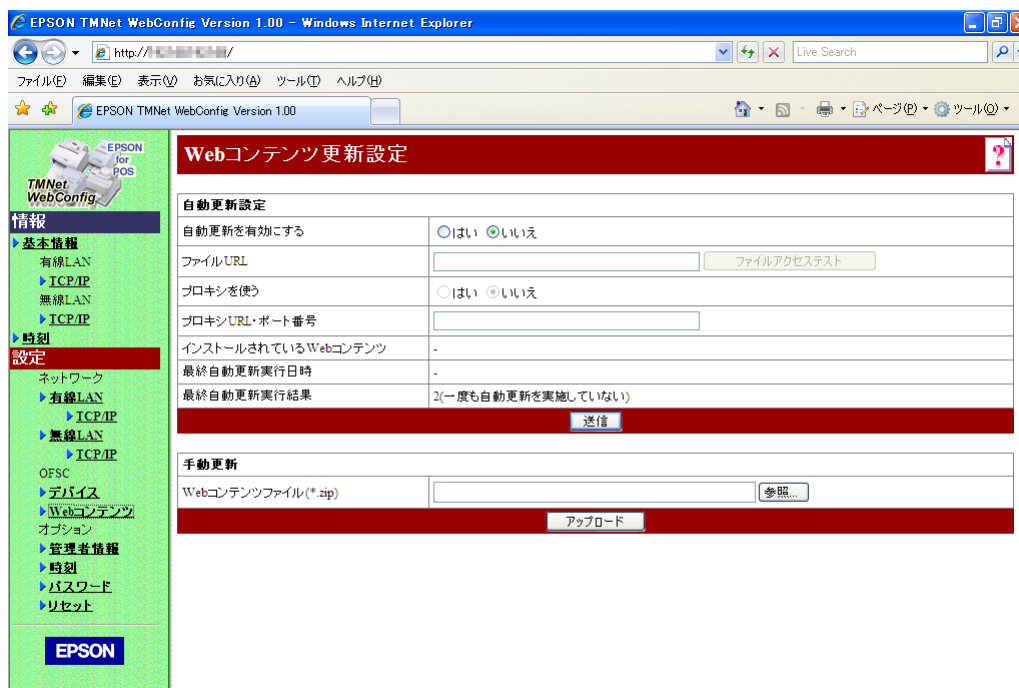 EPSON TMNet WebConfig Version 1.00 - Windows Internet Explorer
http:// /
Live Search
ファイル(F) 編集(E) 表示(V) お気に入り(A) ツール(T) ヘルプ(H)
EPSON TMNet WebConfig Version 1.00
ページ(P) ツール(O)
EPSON
for
POS
TMNet
WebConfig
情報
基本情報
有線LAN
TCP/IP
無線LAN
TCP/IP
時刻
設定
ネットワーク
有線LAN
TCP/IP
無線LAN
TCP/IP
OFSC
デバイス
Webコンテンツ
オプション
管理者情報
時刻
パスワード
リセット
EPSON
Webコンテンツ更新設定
?
自動更新設定
自動更新を有効にする はい いいえ
ファイルURL ファイルアクセステスト
プロキシを使う はい いいえ
プロキシURL・ポート番号
インストールされているWebコンテンツ -
最終自動更新実行日時 -
最終自動更新実行結果 2(一度も自動更新を実施していない)
送信
手動更新
Webコンテンツファイル(*.zip) 参照...
アップロード